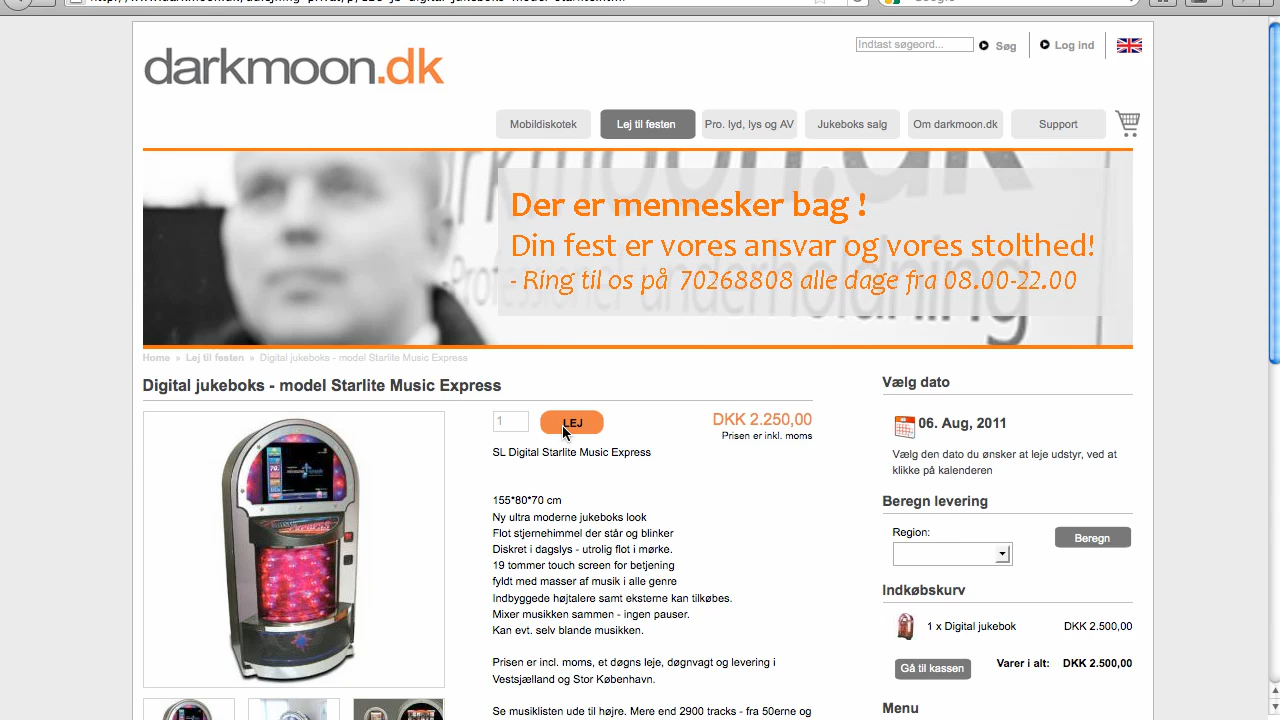 Google
Indtast søgeord...
Søg
Log ind
darkmoon.dk
Mobildiskotek
Lej til festen
Pro. lyd, lys og AV
Jukeboks salg
Om darkmoon.dk
Support
Der er mennesker bag !
Din fest er vores ansvar og vores stolthed!
- Ring til os på 70268808 alle dage fra 08.00-22.00
Home » Lej til festen » Digital jukeboks - model Starlite Music Express
Digital jukeboks - model Starlite Music Express
1
LEJ
DKK 2.250,00
Prisen er inkl. moms
SL Digital Starlite Music Express
155*80*70 cm
Ny ultra moderne jukeboks look
Flot stjernehimmel der står og blinker
Diskret i dagslys - utrolig flot i mørke.
19 tommer touch screen for betjening
fyldt med masser af musik i alle genre
Indbyggede højtalere samt eksterne kan tilkøbes.
Mixer musikken sammen - ingen pauser.
Kan evt. selv blande musikken.
Prisen er incl. moms, et døgns leje, døgnvagt og levering i
Vestsjælland og Stor København.
Se musiklisten ude til højre. Mere end 2900 tracks - fra 50erne og
Vælg dato
06. Aug, 2011
Vælg den dato du ønsker at leje udstyr, ved at
klikke på kalenderen
Beregn levering
Region:
Beregn
Indkøbskurv
1 x Digital jukebok DKK 2.500,00
Gå til kassen
Varer i alt: DKK 2.500,00
Menu